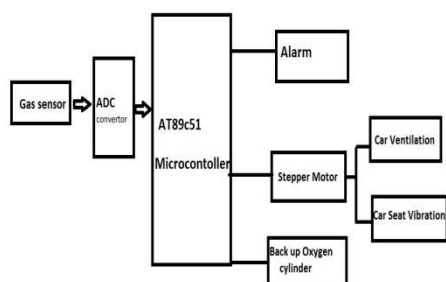 Gas sensor
ADC
convertor
AT89c51
Microcontoller
Alarm
Stepper Motor
Car Ventilation
Car Seat Vibration
Back up Oxygen
cylinder